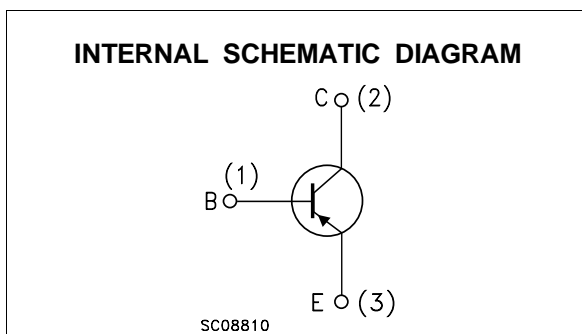 INTERNAL SCHEMATIC DIAGRAM
C (2)
(1)
B
E (3)
SC08810